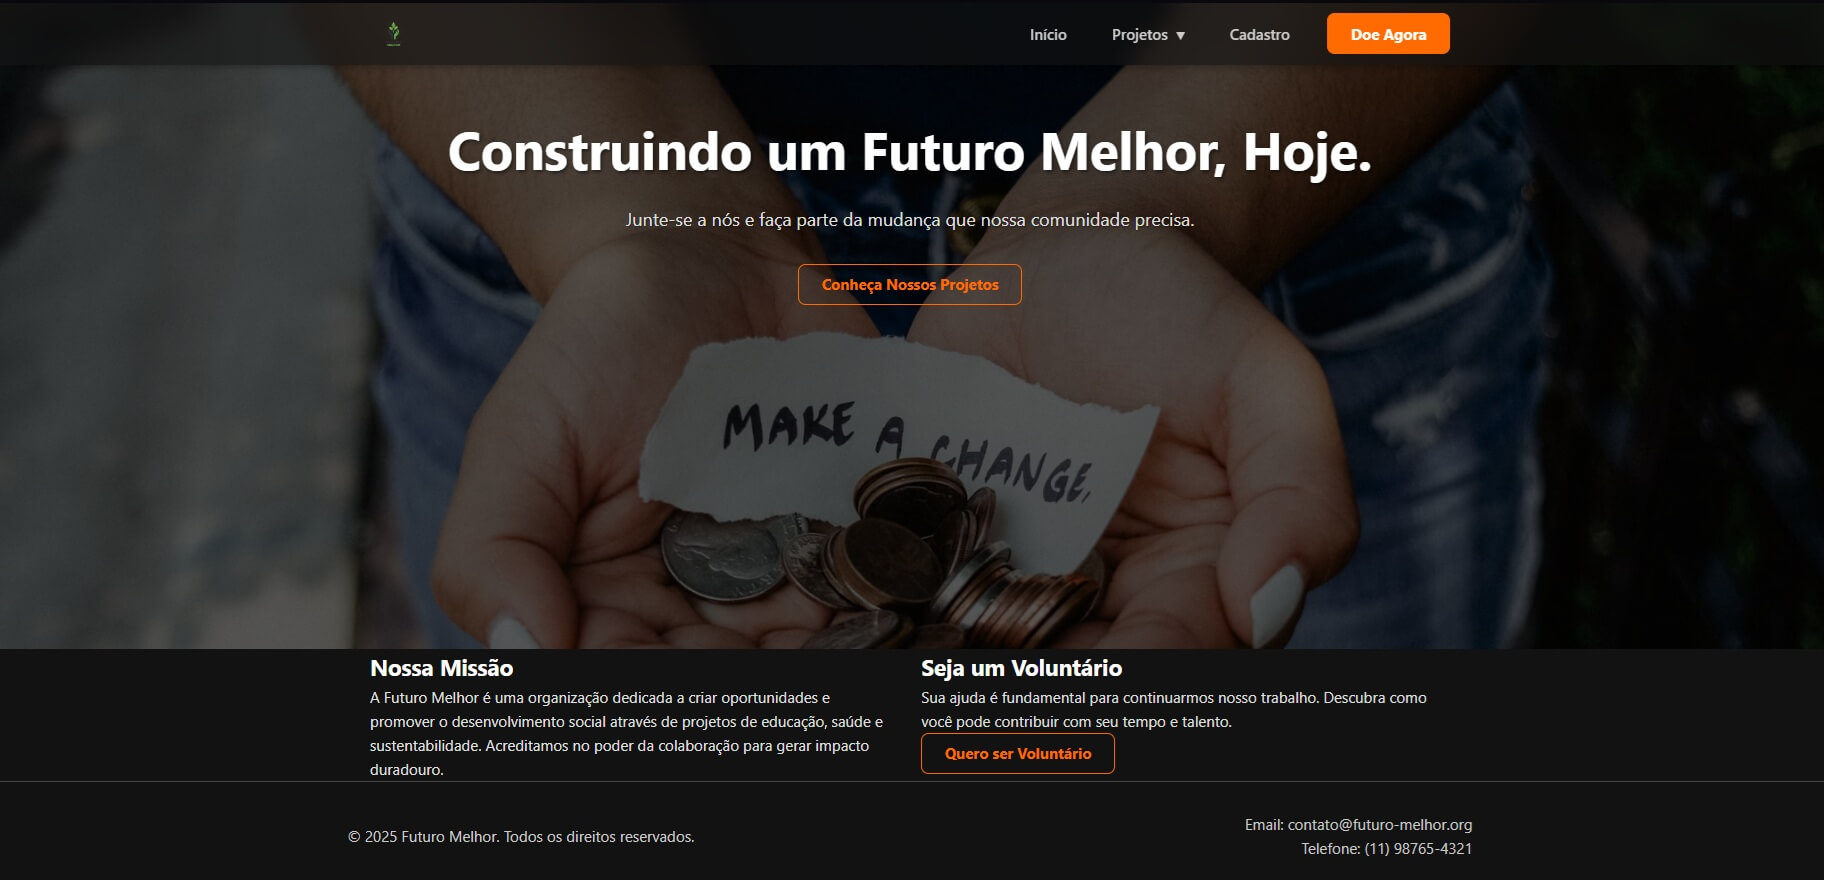 Início
Projetos ▼
Cadastro
Doe Agora
Construindo um Futuro Melhor, Hoje.
Junte-se a nós e faça parte da mudança que nossa comunidade precisa.
Conheça Nossos Projetos
MAKE A CHANGE,
Nossa Missão
A Futuro Melhor é uma organização dedicada a criar oportunidades e
promover o desenvolvimento social através de projetos de educação, saúde e
sustentabilidade. Acreditamos no poder da colaboração para gerar impacto
duradouro.
Seja um Voluntário
Sua ajuda é fundamental para continuarmos nosso trabalho. Descubra como
você pode contribuir com seu tempo e talento.
Quero ser Voluntário
© 2025 Futuro Melhor. Todos os direitos reservados.
Email: contato@futuro-melhor.org
Telefone: (11) 98765-4321